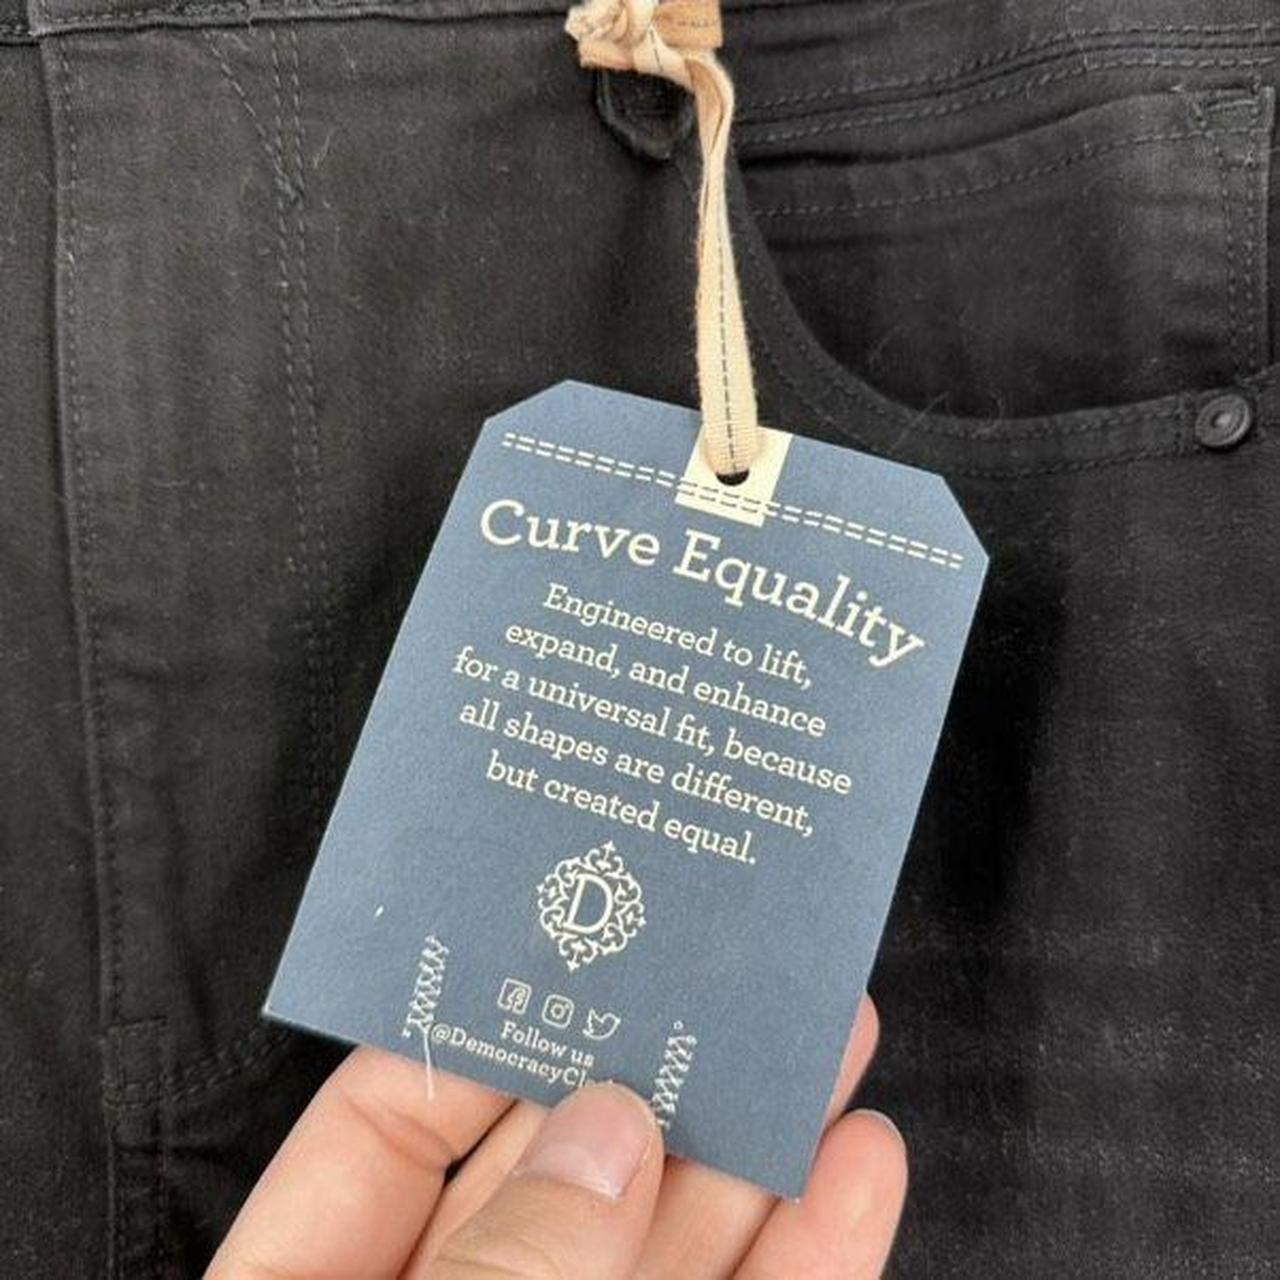 Curve Equality
Engineered to lift,
expand, and enhance
for a universal fit, because
all shapes are different,
but created equal.
D
Follow us